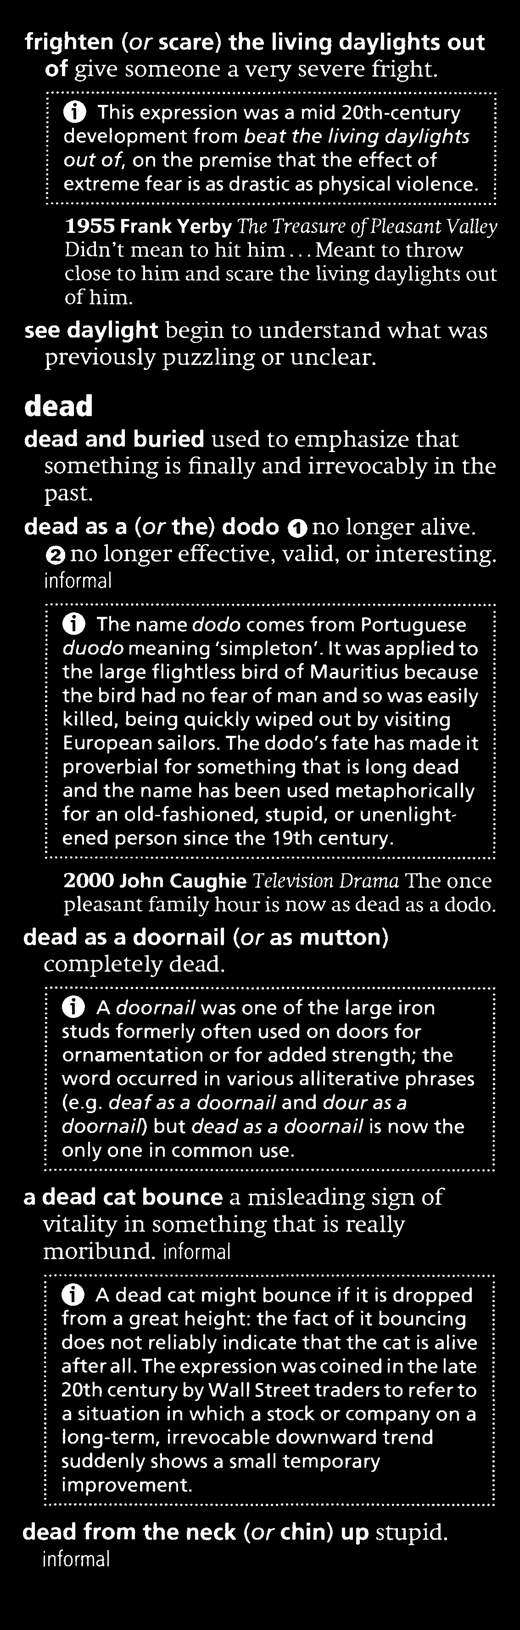 frighten (or scare) the living daylights out
of give someone a very severe fright.
i This expression was a mid 20th-century
development from beat the living daylights
out of, on the premise that the effect of
extreme fear is as drastic as physical violence.
1955 Frank Yerby The Treasure of Pleasant Valley
Didn't mean to hit him... Meant to throw
close to him and scare the living daylights out
of him.
see daylight begin to understand what was
previously puzzling or unclear.
dead
dead and buried used to emphasize that
something is finally and irrevocably in the
past.
dead as a (or the) dodo ❶ no longer alive.
❷ no longer effective, valid, or interesting.
informal
i The name dodo comes from Portuguese
duodo meaning 'simpleton'. It was applied to
the large flightless bird of Mauritius because
the bird had no fear of man and so was easily
killed, being quickly wiped out by visiting
European sailors. The dodo's fate has made it
proverbial for something that is long dead
and the name has been used metaphorically
for an old-fashioned, stupid, or unenlight-
ened person since the 19th century.
2000 John Caughie Television Drama The once
pleasant family hour is now as dead as a dodo.
dead as a doornail (or as mutton)
completely dead.
i A doornail was one of the large iron
studs formerly often used on doors for
ornamentation or for added strength; the
word occurred in various alliterative phrases
(e.g. deaf as a doornail and dour as a
doornail) but dead as a doornail is now the
only one in common use.
a dead cat bounce a misleading sign of
vitality in something that is really
moribund. informal
i A dead cat might bounce if it is dropped
from a great height: the fact of it bouncing
does not reliably indicate that the cat is alive
after all. The expression was coined in the late
20th century by Wall Street traders to refer to
a situation in which a stock or company on a
long-term, irrevocable downward trend
suddenly shows a small temporary
improvement.
dead from the neck (or chin) up stupid.
informal